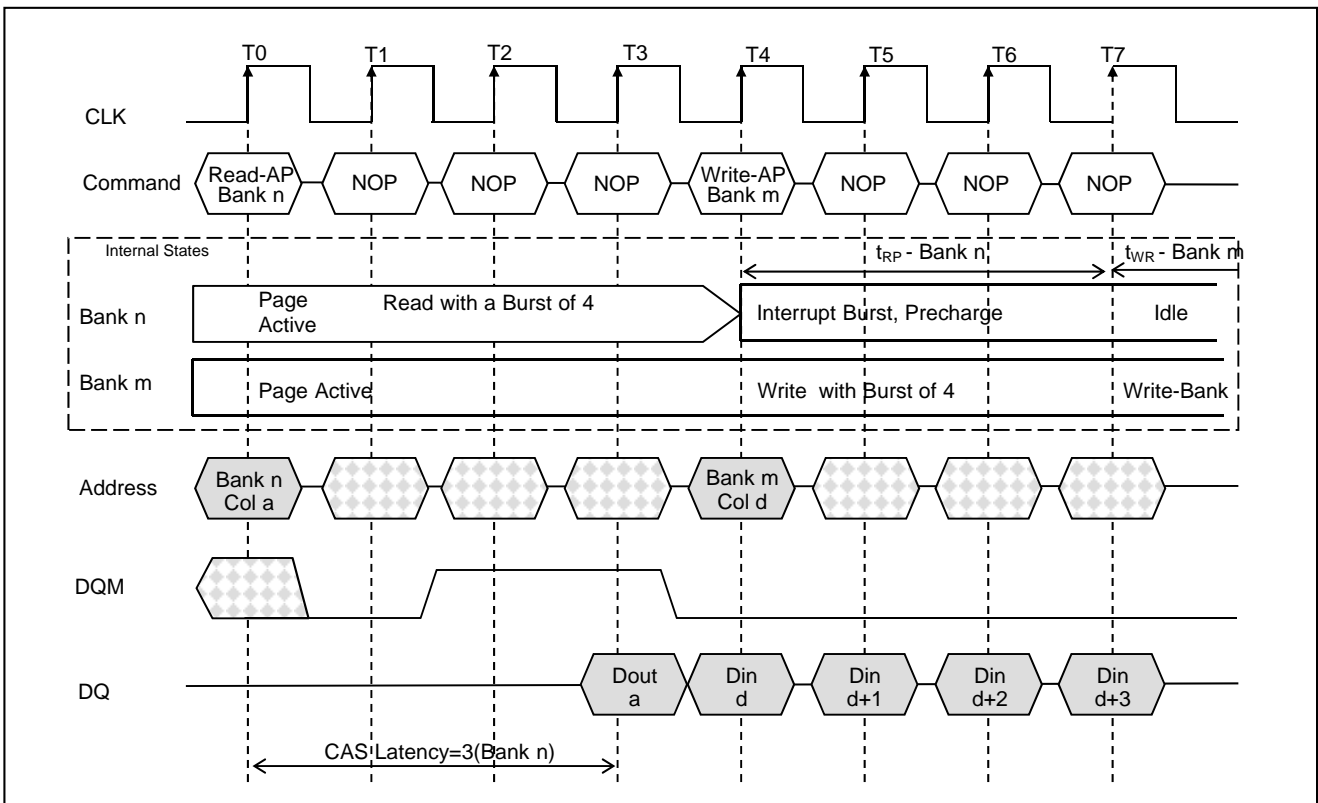 T0 T1 T2 T3 T4 T5 T6 T7
CLK
Command
Read-AP
Bank n
NOP
NOP
NOP
Write-AP
Bank m
NOP
NOP
NOP
Internal States
tRP - Bank n
tWR - Bank m
Bank n
Page
Active
Read with a Burst of 4
Interrupt Burst, Precharge
Idle
Bank m
Page Active
Write with Burst of 4
Write-Bank
Address
Bank n
Col a
Bank m
Col d
DQM
DQ
Dout
a
Din
d
Din
d+1
Din
d+2
Din
d+3
CAS Latency=3(Bank n)